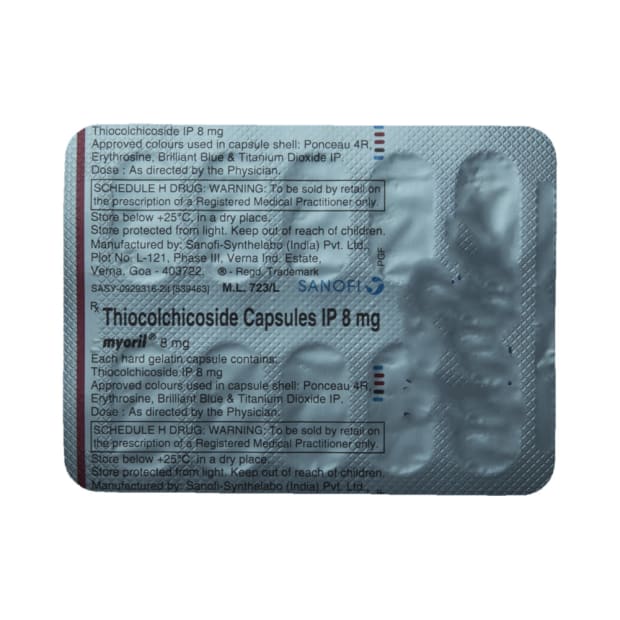 Thiocolchicoside IP 8 mg
Approved colours used in capsule shell: Ponceau 4R,
Erythrosine, Brilliant Blue & Titanium Dioxide IP.
Dose : As directed by the Physician.
SCHEDULE H DRUG: WARNING: To be sold by retail on
the prescription of a Registered Medical Practitioner only.
Store below +25°C, in a dry place.
Store protected from light. Keep out of reach of children.
Manufactured by: Sanofi-Synthelabo (India) Pvt. Ltd.,
Plot No. L-121, Phase III, Verna Ind. Estate,
Verna, Goa - 403722. ® - Regd. Trademark
SASY-0929316-2it (539463) M.L. 723/L SANOFI
PGF
Rx Thiocolchicoside Capsules IP 8 mg
myoril® 8 mg
Each hard gelatin capsule contains:
Thiocolchicoside IP 8 mg
Approved colours used in capsule shell: Ponceau 4R,
Erythrosine, Brilliant Blue & Titanium Dioxide IP.
Dose : As directed by the Physician.
SCHEDULE H DRUG: WARNING: To be sold by retail on
the prescription of a Registered Medical Practitioner only.
Store below +25°C, in a dry place.
Store protected from light. Keep out of reach of children.
Manufactured by: Sanofi-Synthelabo (India) Pvt. Ltd.,